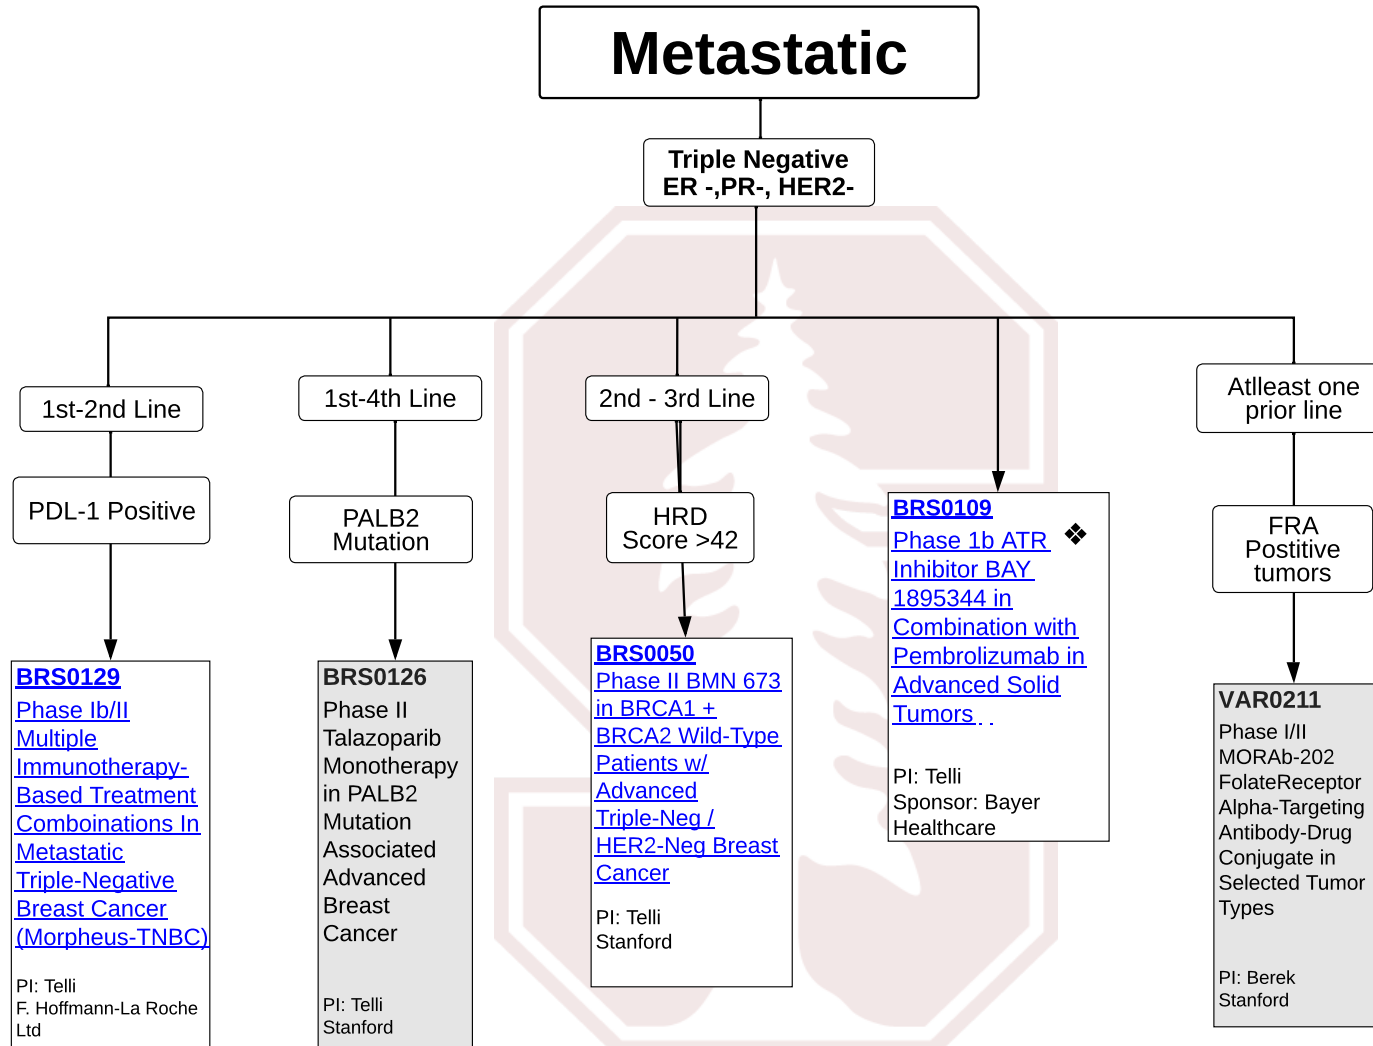 Metastatic
Triple Negative
ER -,PR-, HER2-
1st-2nd Line
PDL-1 Positive
BRS0129
Phase Ib/II
Multiple
Immunotherapy-
Based Treatment
Comboinations In
Metastatic
Triple-Negative
Breast Cancer
(Morpheus-TNBC)
PI: Telli
F. Hoffmann-La Roche
Ltd
1st-4th Line
PALB2
Mutation
BRS0126
Phase II
Talazoparib
Monotherapy
in PALB2
Mutation
Associated
Advanced
Breast
Cancer
PI: Telli
Stanford
2nd - 3rd Line
HRD
Score >42
BRS0050
Phase II BMN 673
in BRCA1 +
BRCA2 Wild-Type
Patients w/
Advanced
Triple-Neg /
HER2-Neg Breast
Cancer
PI: Telli
Stanford
BRS0109
Phase 1b ATR
Inhibitor BAY
1895344 in
Combination with
Pembrolizumab in
Advanced Solid
Tumors . .
PI: Telli
Sponsor: Bayer
Healthcare
Atlleast one
prior line
FRA
Postitive
tumors
VAR0211
Phase I/II
MORAb-202
FolateReceptor
Alpha-Targeting
Antibody-Drug
Conjugate in
Selected Tumor
Types
PI: Berek
Stanford